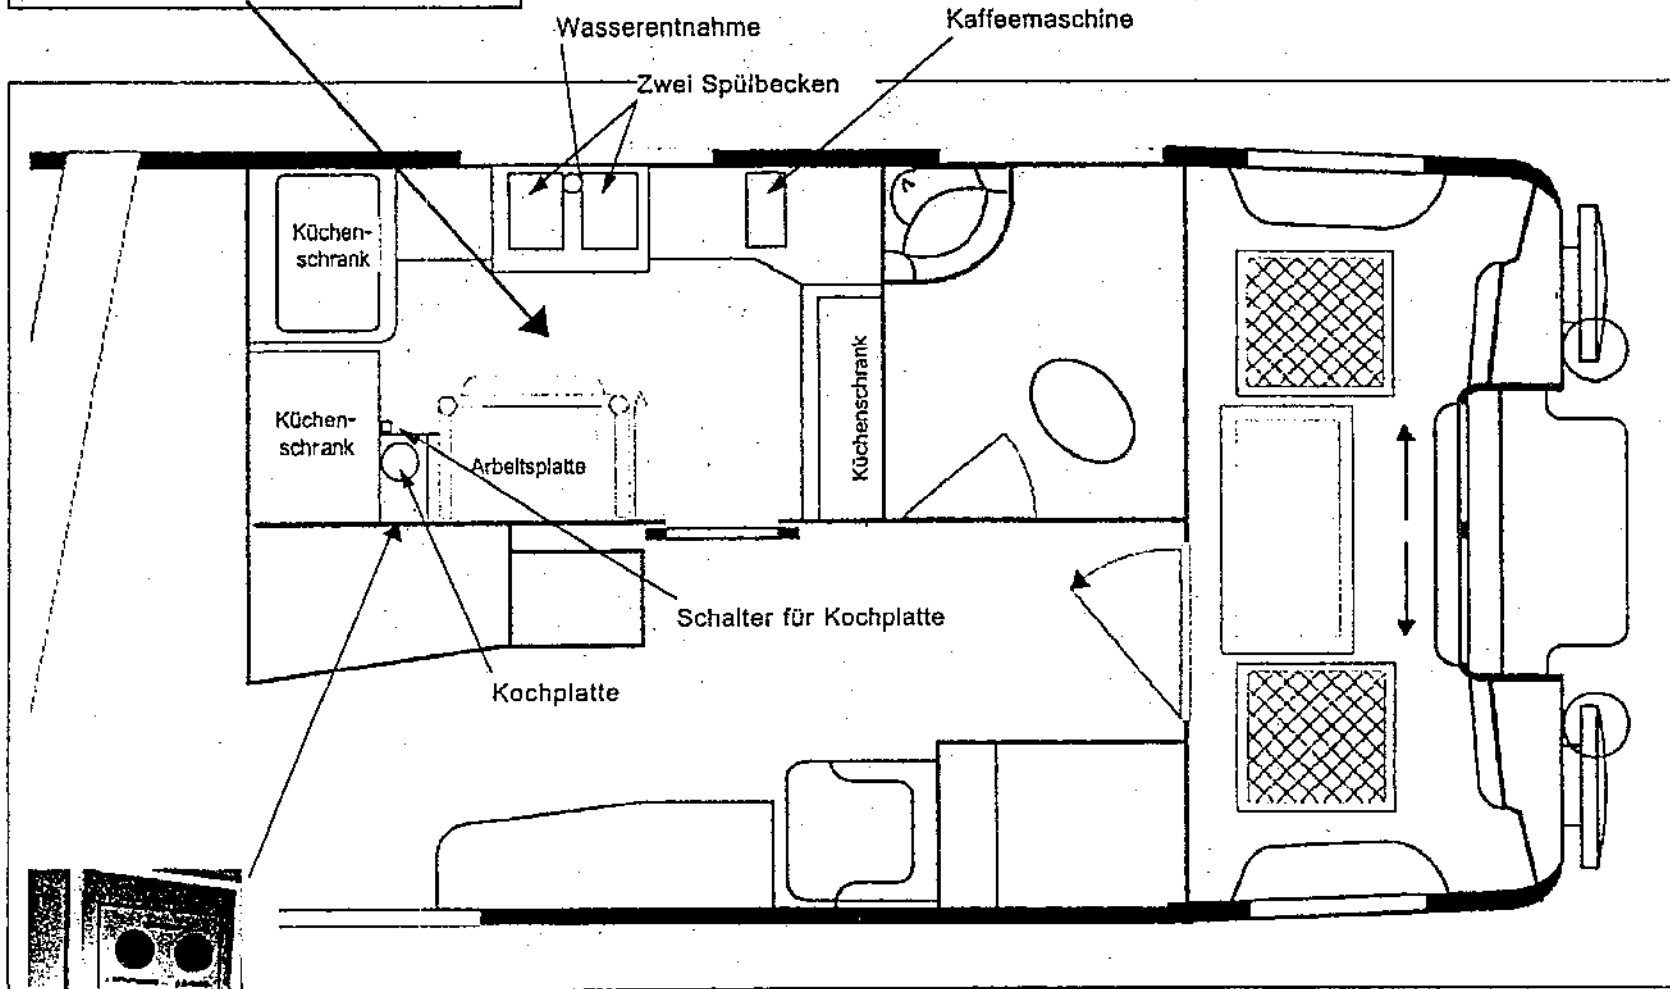 Wasserentnahme
Kaffeemaschine
Zwei Spülbecken
Küchen-
schrank
Küchen-
schrank
Küchenschrank
Arbeitsplatte
Schalter für Kochplatte
Kochplatte